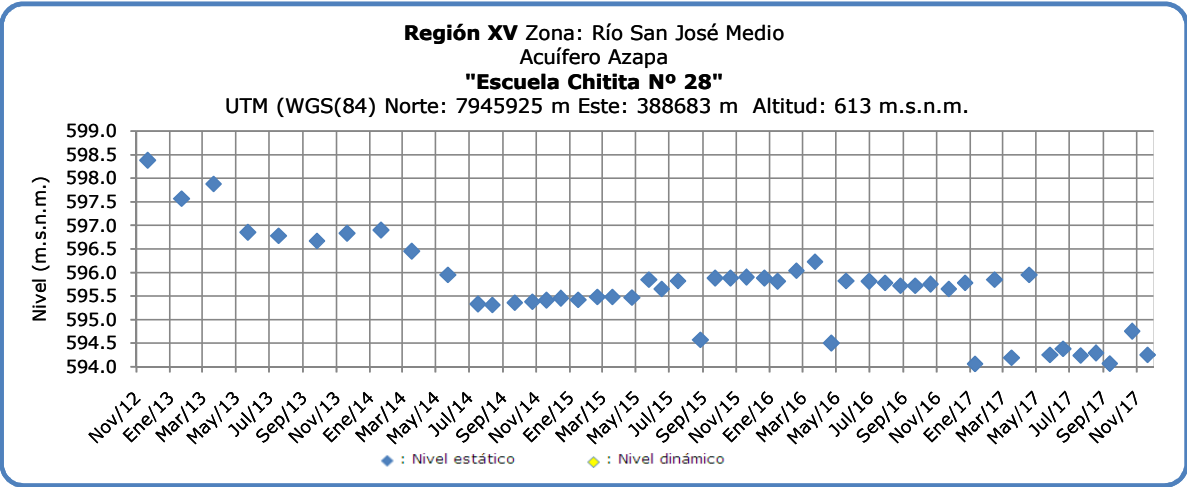 Región XV Zona: Río San José Medio
Acuífero Azapa
"Escuela Chitita Nº 28"
UTM (WGS(84) Norte: 7945925 m Este: 388683 m Altitud: 613 m.s.n.m.
Nivel (m.s.n.m.)
599.0
598.5
598.0
597.5
597.0
596.5
596.0
595.5
595.0
594.5
594.0
Nov/12
Ene/13
Mar/13
May/13
Jul/13
Sep/13
Nov/13
Ene/14
Mar/14
May/14
Jul/14
Sep/14
Nov/14
Ene/15
Mar/15
May/15
Jul/15
Sep/15
Nov/15
Ene/16
Mar/16
May/16
Jul/16
Sep/16
Nov/16
Ene/17
Mar/17
May/17
Jul/17
Sep/17
Nov/17
: Nivel estático
: Nivel dinámico